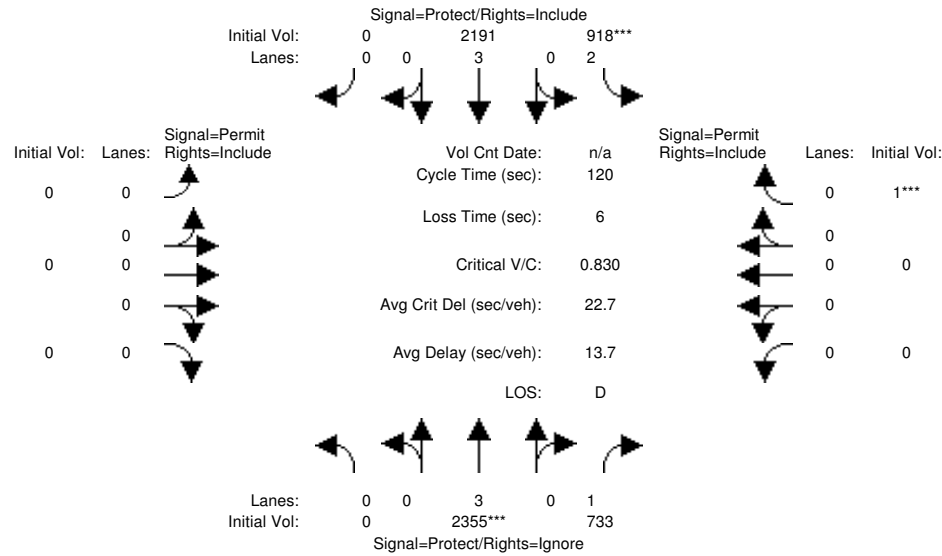 Signal=Protect/Rights=Include
Initial Vol: 0 2191 918***
Lanes: 0 0 3 0 2
Signal=Permit Signal=Permit
Initial Vol: Lanes: Rights=Include Vol Cnt Date: n/a Rights=Include Lanes: Initial Vol:
Cycle Time (sec): 120
0 0 0 1***
Loss Time (sec): 6
0 0
0 0 Critical V/C: 0.830 0 0
0 Avg Crit Del (sec/veh): 22.7 0
0 0 Avg Delay (sec/veh): 13.7 0 0
LOS: D
Lanes: 0 0 3 0 1
Initial Vol: 0 2355*** 733
Signal=Protect/Rights=Ignore